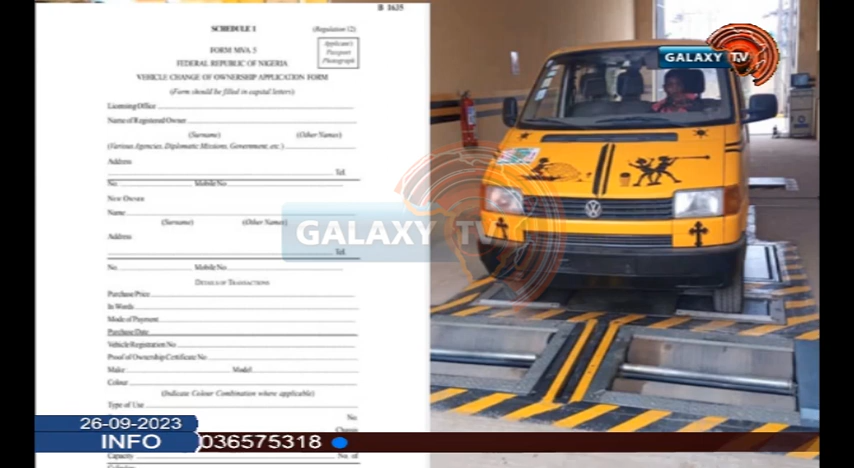 B 1635
SCHEDULE I
(Regulation 12)
FORM MVA 5
Applicant's
Passport
Photograph
FEDERAL REPUBLIC OF NIGERIA
VEHICLE CHANGE OF OWNERSHIP APPLICATION FORM
(Form should be filled in capital letters)
Licensing Office
Name of Registered Owner
(Surname) (Other Names)
(Various Agencies, Diplomatic Missions, Government, etc.)
Address
Tel.
No. Mobile No.
New Owner
Name
(Surname) (Other Names)
Address
Tel.
No. Mobile No.
DETAILS OF TRANSACTIONS
Purchase Price
In Words
Mode of Payment
Purchase Date
Vehicle Registration No
Proof of Ownership Certificate No
Make Model
Colour
(Indicate Colour Combination where applicable)
Type of Use
No.
Capacity No. of
GALAXY TV
GALAXY TV
26-09-2023
INFO
036575318